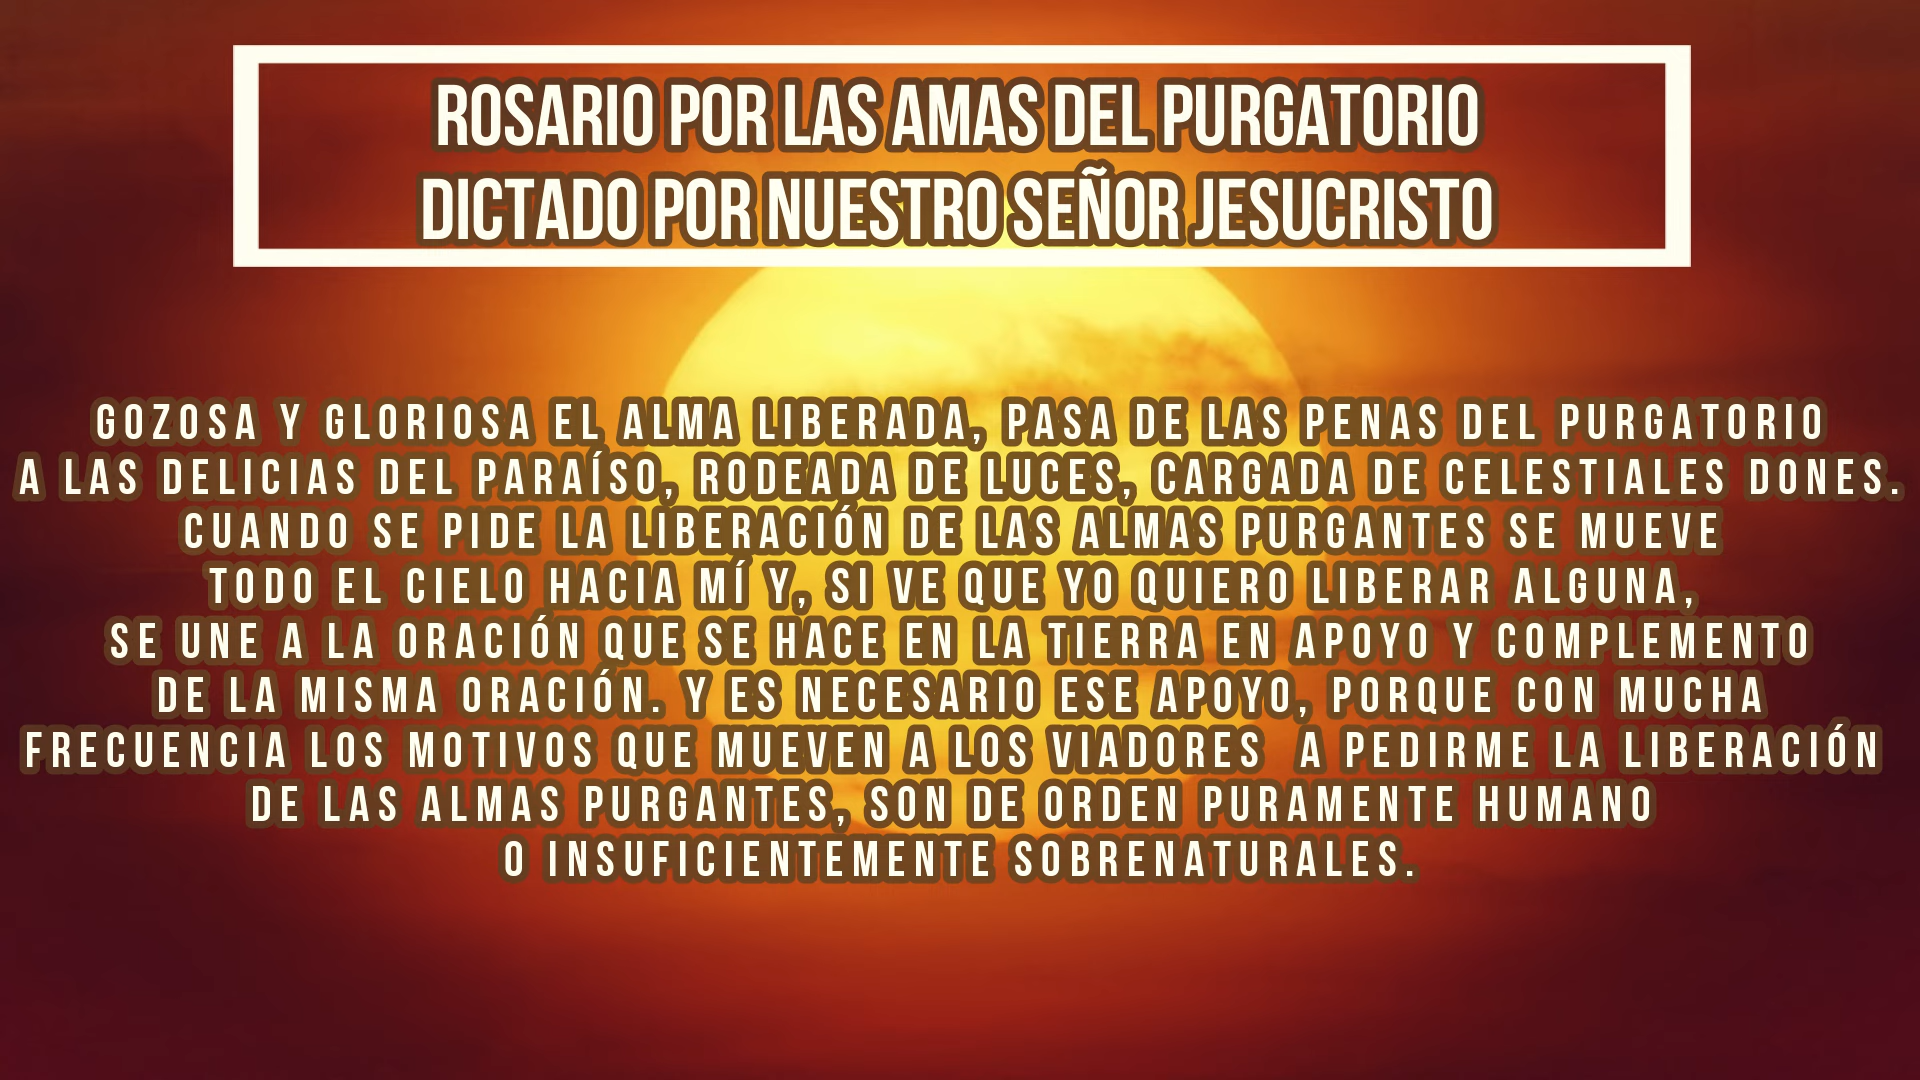 ROSARIO POR LAS AMAS DEL PURGATORIO
DICTADO POR NUESTRO SEÑOR JESUCRISTO
GOZOSA Y GLORIOSA EL ALMA LIBERADA, PASA DE LAS PENAS DEL PURGATORIO
A LAS DELICIAS DEL PARAÍSO, RODEADA DE LUCES, CARGADA DE CELESTIALES DONES.
CUANDO SE PIDE LA LIBERACIÓN DE LAS ALMAS PURGANTES SE MUEVE
TODO EL CIELO HACIA MÍ Y, SI VE QUE YO QUIERO LIBERAR ALGUNA,
SE UNE A LA ORACIÓN QUE SE HACE EN LA TIERRA EN APOYO Y COMPLEMENTO
DE LA MISMA ORACIÓN. Y ES NECESARIO ESE APOYO, PORQUE CON MUCHA
FRECUENCIA LOS MOTIVOS QUE MUEVEN A LOS VIADORES  A PEDIRME LA LIBERACIÓN
DE LAS ALMAS PURGANTES, SON DE ORDEN PURAMENTE HUMANO
O INSUFICIENTEMENTE SOBRENATURALES.